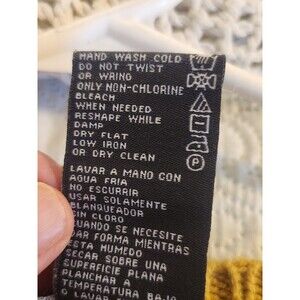 HAND WASH COLD
DO NOT TWIST
OR WRING
ONLY NON-CHLORINE
BLEACH
WHEN NEEDED
RESHAPE WHILE
DAMP
DRY FLAT
LOW IRON
OR DRY CLEAN
P
LAVAR A MANO CON
AGUA FRIA
NO ESCURRIR
USAR SOLAMENTE
BLANQUEADOR
SIN CLORO
CUANDO SE NECESITE
DAR FORMA MIENTRAS
ESTA HUMEDO
SECAR SOBRE UNA
SUPERFICIE PLANA
PLANCHAR A
TEMPERATURA BAJA